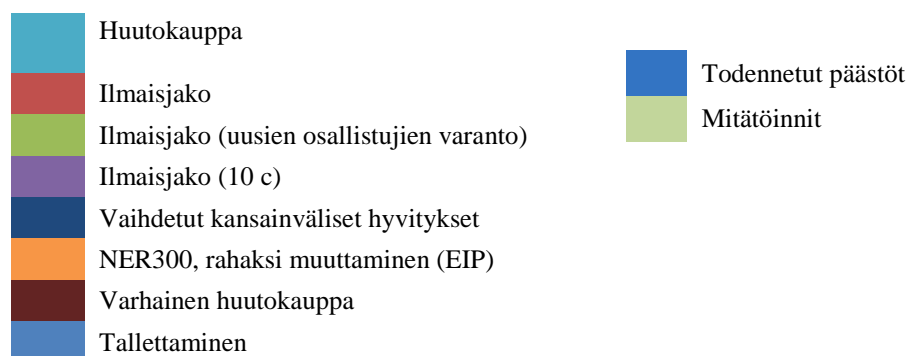 Huutokauppa
Ilmaisjako
Ilmaisjako (uusien osallistujien varanto)
Ilmaisjako (10 c)
Vaihdetut kansainväliset hyvitykset
NER300, rahaksi muuttaminen (EIP)
Varhainen huutokauppa
Tallettaminen
Todennetut päästöt
Mitätöinnit